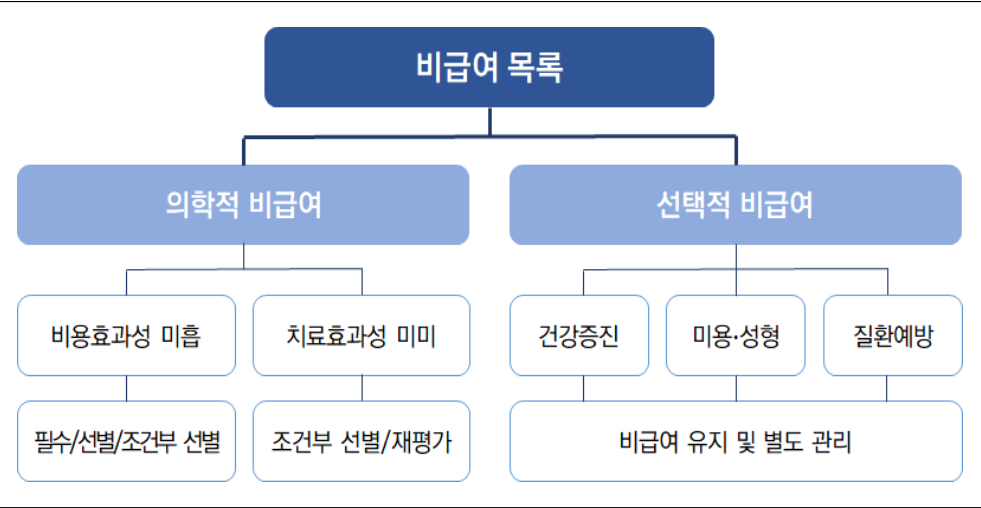 비급여 목록
의학적 비급여
선택적 비급여
비용효과성 미흡
치료효과성 미미
건강증진
미용·성형
질환예방
필수/선별/조건부 선별
조건부 선별/재평가
비급여 유지 및 별도 관리